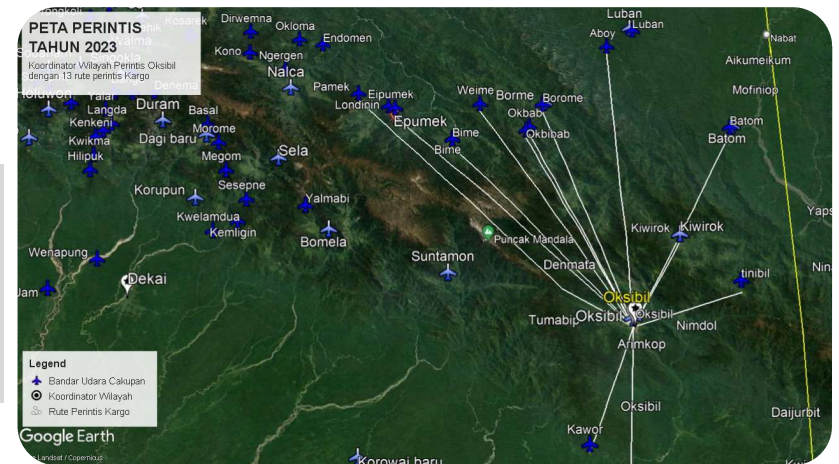 PETA PERINTIS
TAHUN 2023
Koordinator Wilayah Perintis Oksibil
dengan 13 rute perintis Kargo
Kosarek
Dirwemna
Okloma
Endomen
Kono
Ngergen
Nalca
Pamek
Eipumek
Londinin
Epumek
Weime
Borme
Borome
Okbab
Okbibab
Bime
Bime
Luban
Luban
Aboy
Nabat
Aikumeikum
Mofiniop
Batom
Batom
Langda
Duram
Basal
Kenkeni
Morome
Dagi baru
Kwikma
Hilipuk
Megom
Sela
Korupun
Sesepne
Yalmabi
Kwelamdua
Kemligin
Bomela
Wenapung
Dekai
Suntamon
Puncak Mandala
Denmata
Kiwirok
Kiwirok
tinibil
Oksibil
Oksibil
Oksibil
Tumabip
Nimdol
Arimkop
Oksibil
Kawor
Daijurbit
Korowai baru
Legend
Bandar Udara Cakupan
Koordinator Wilayah
Rute Perintis Kargo
Google Earth
Landsat / Copernicus